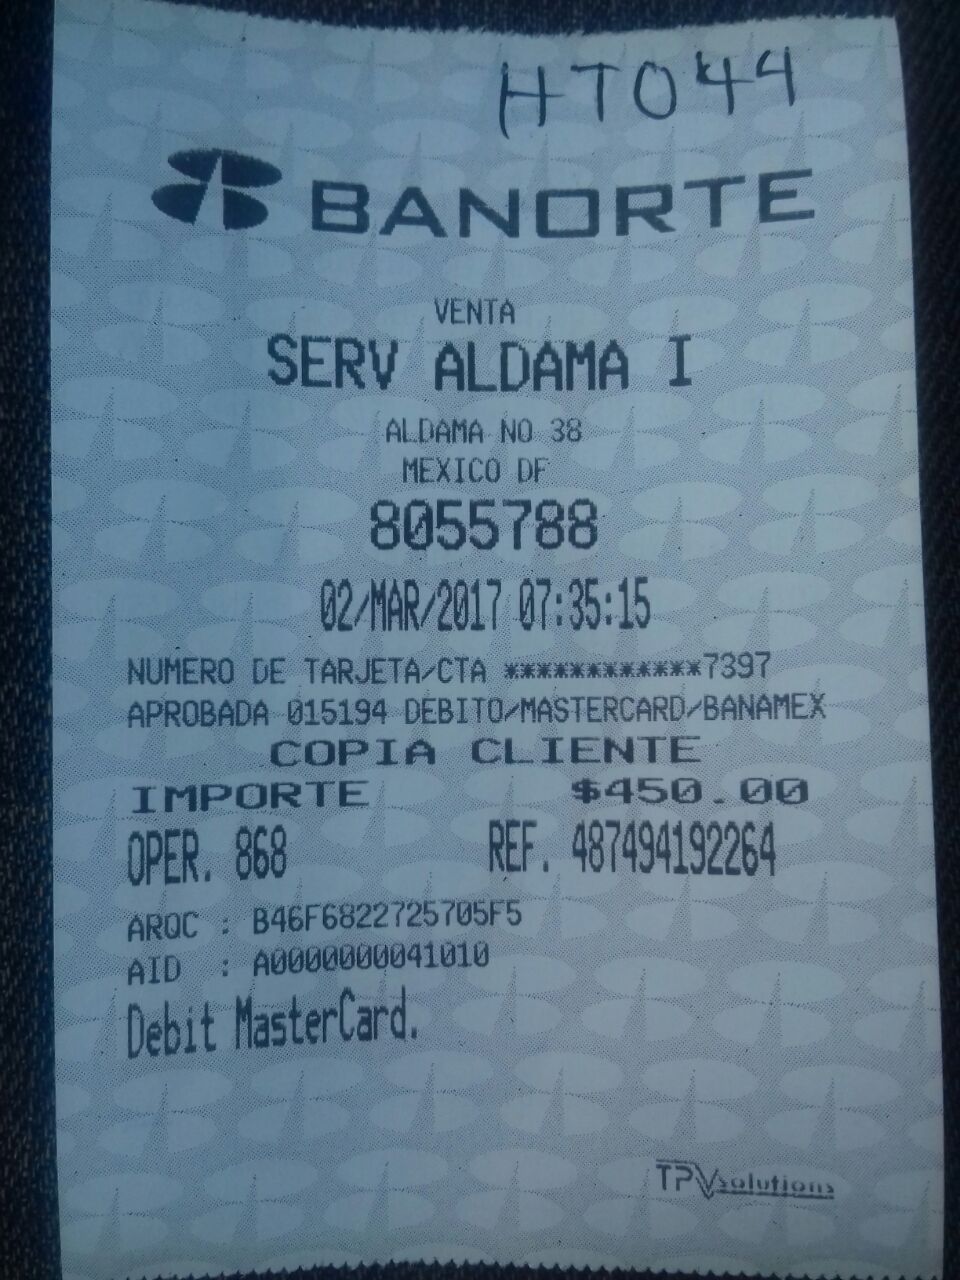 HT044
BANORTE
VENTA
SERV ALDAMA I
ALDAMA NO 38
MEXICO DF
8055788
02/MAR/2017 07:35:15
NUMERO DE TARJETA/CTA ************7397
APROBADA 015194 DEBITO/MASTERCARD/BANAMEX
COPIA CLIENTE
IMPORTE $450.00
OPER. 868 REF. 487494192264
ARQC : B46F6822725705F5
AID : A0000000041010
Debit MasterCard.
TPVsolutions